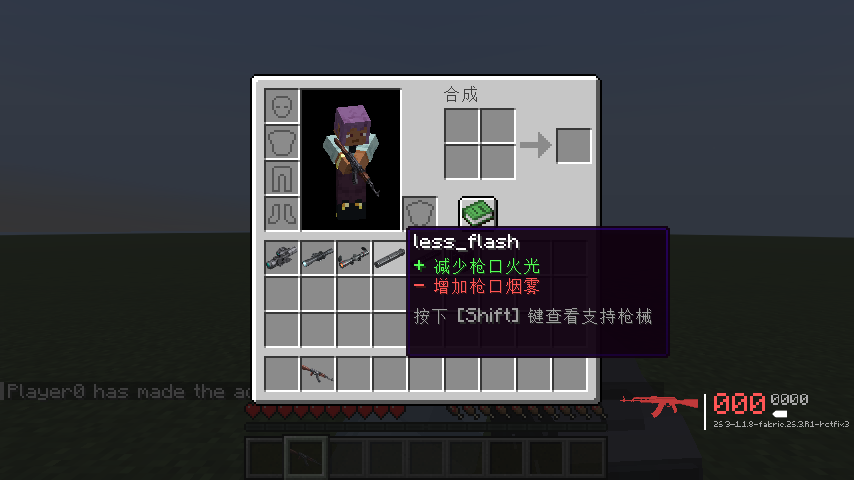 合成
less_flash
+ 减少枪口火光
- 增加枪口烟雾
按下 [Shift] 键查看支持枪械
Player0 has made the ad
000 0000